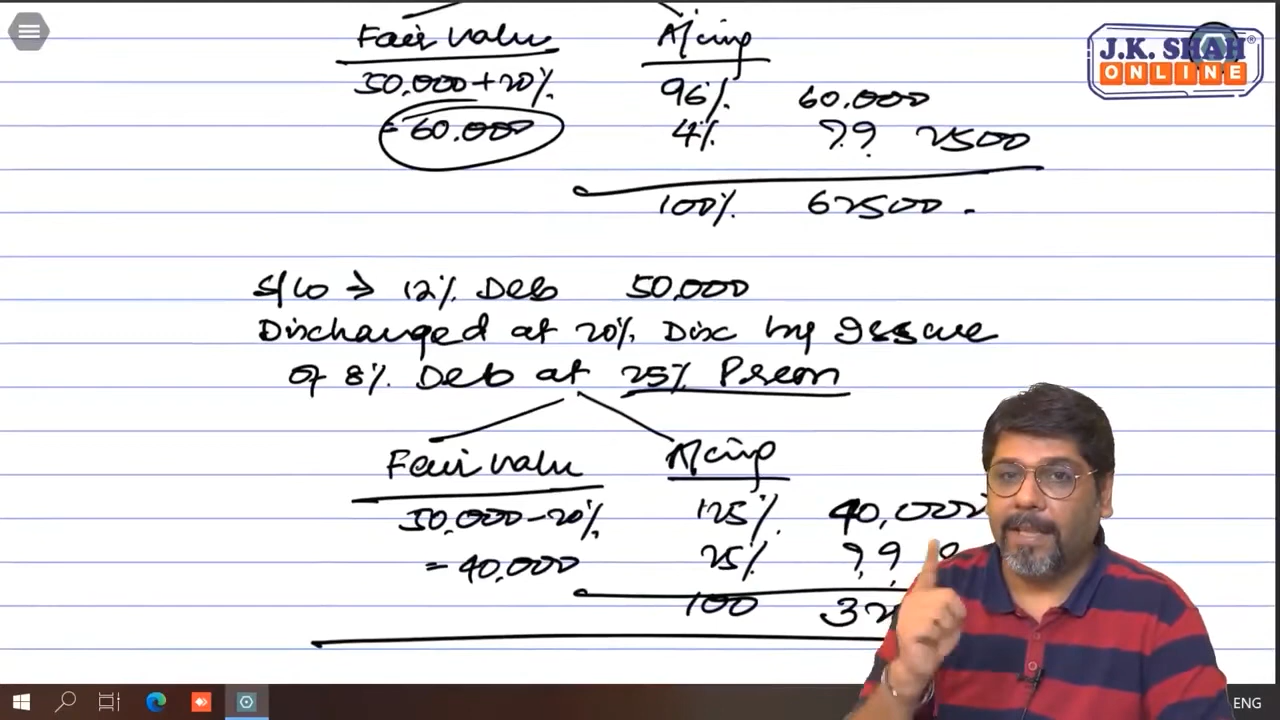 Fair Value A/cing
50,000+20% 96% 60,000
= 60,000 4% ?? 2500
100% 62500
S/Co → 12% Deb 50,000
Discharged at 20% Disc by Issue
of 8% Deb at 25% Prem
Fair Value A/cing
50,000-20% 125% 40,000
= 40,000 25% ??
100
J.K. SHAH®
ONLINE
ENG